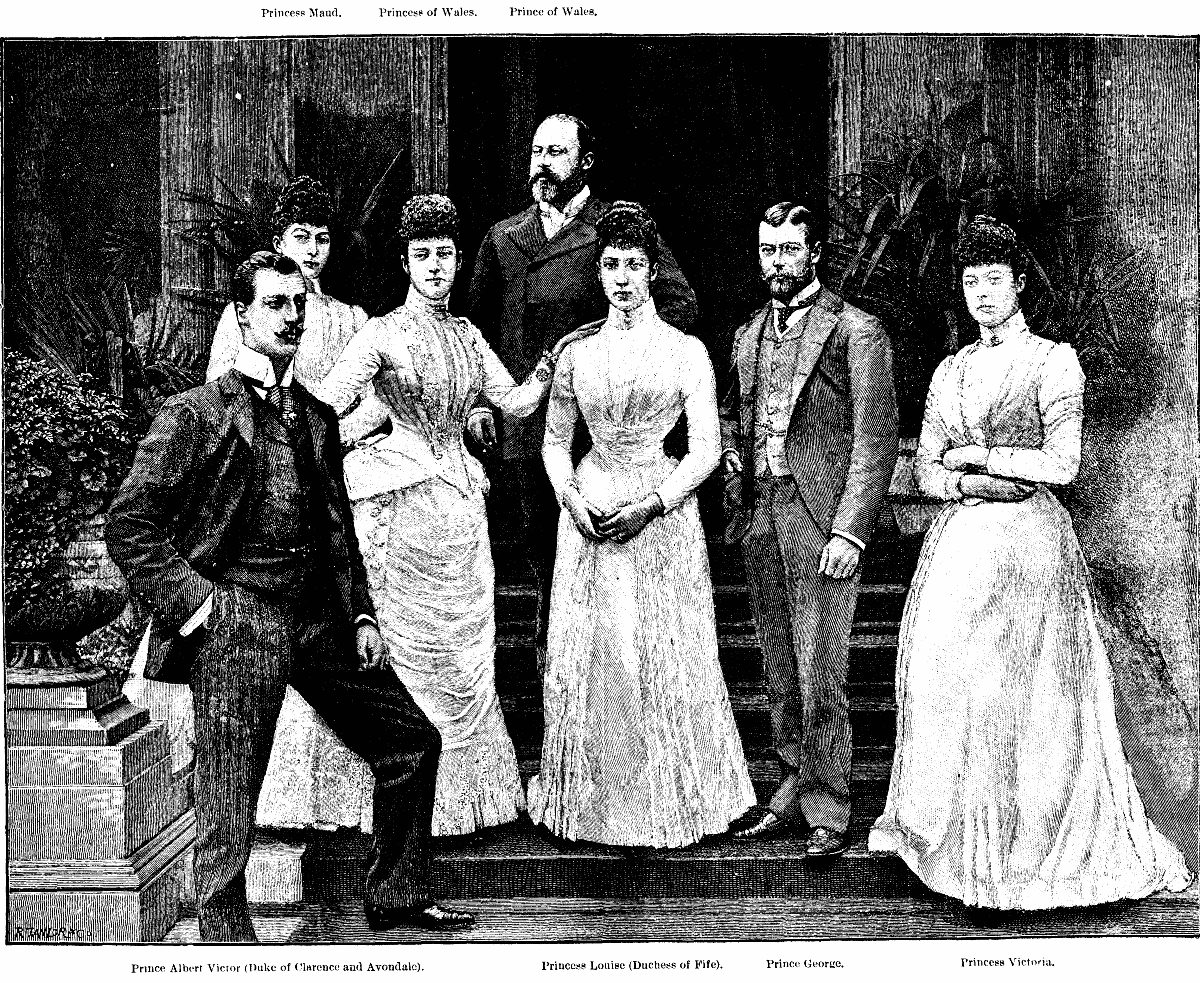 Princess Maud. Princess of Wales. Prince of Wales.
Prince Albert Victor (Duke of Clarence and Avondale). Princess Louise (Duchess of Fife). Prince George. Princess Victoria.